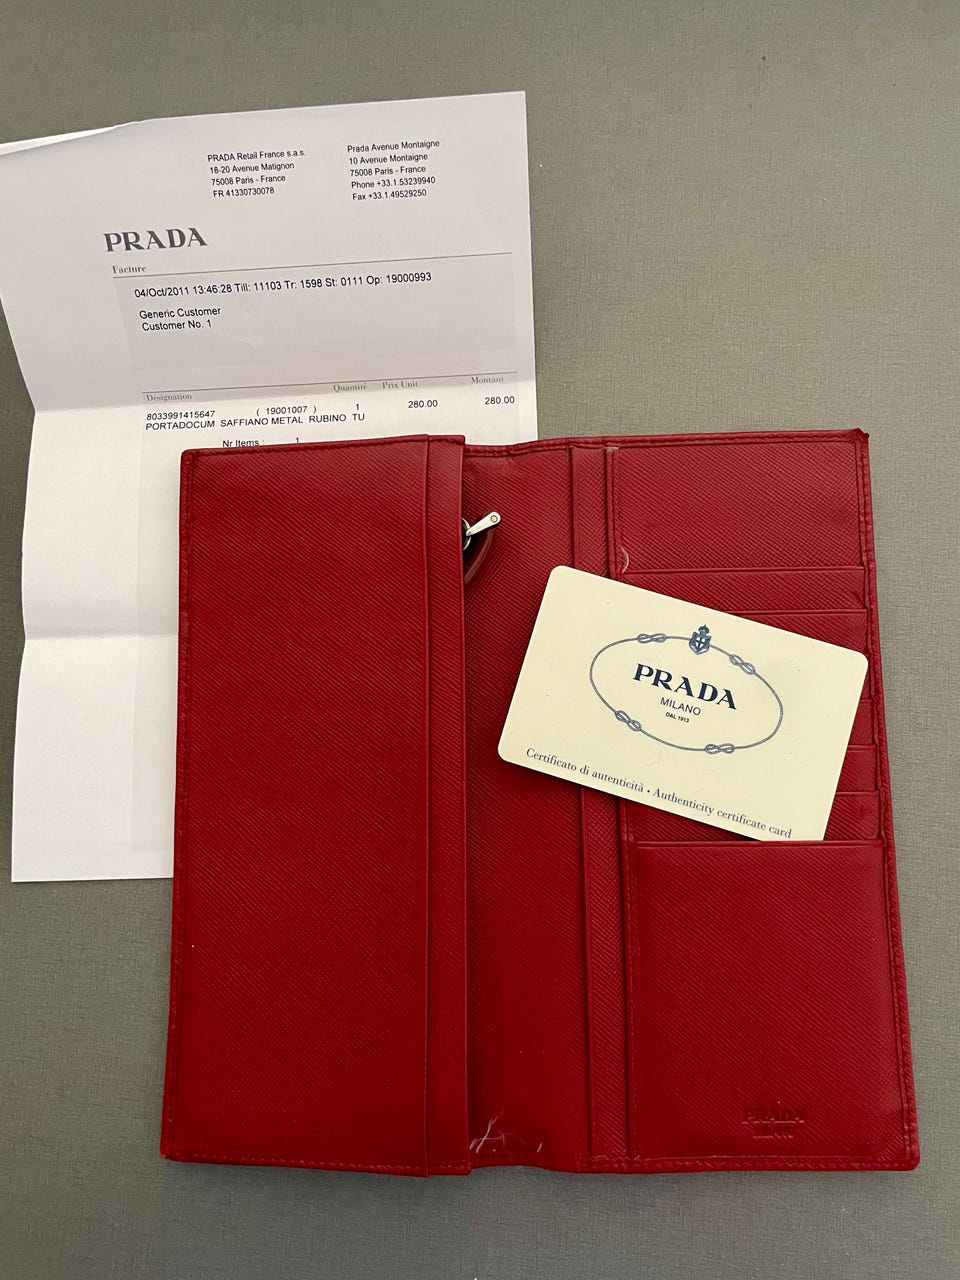 PRADA Retail France s.a.s.
18-20 Avenue Matignon
75008 Paris - France
FR 41330730078
Prada Avenue Montaigne
10 Avenue Montaigne
75008 Paris - France
Phone +33.1.53239940
Fax +33.1.49529250
PRADA
Facture
04/Oct/2011 13:46:28 Till: 11103 Tr: 1598 St: 0111 Op: 19000993
Generic Customer
Customer No. 1
Désignation Quantité Prix Unit. Montant
8033991415647 ( 19001007 ) 1 280.00 280.00
PORTADOCUM SAFFIANO METAL RUBINO TU
Nr Items : 1
PRADA
MILANO
DAL 1913
Certificato di autenticità • Authenticity certificate card
PRADA
MILANO